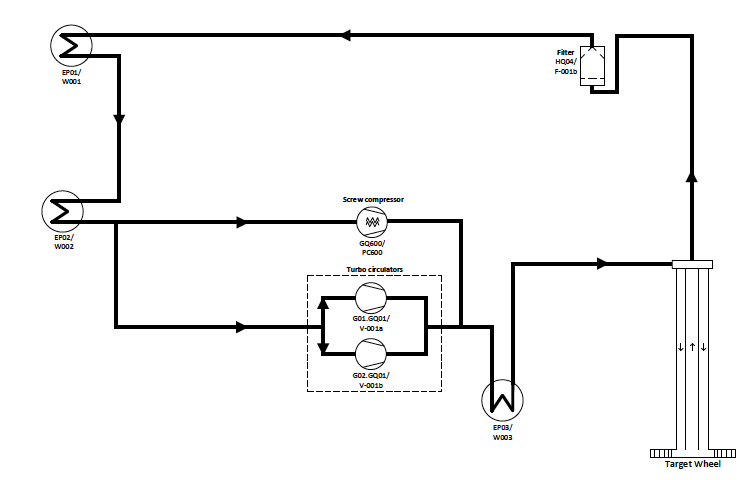 Filter
HQ04/
F-001b
EP01/
W001
Screw compressor
EP02/
W002
GQ600/
PC600
Turbo circulators
G01.GQ01/
V-001a
G02.GQ01/
V-001b
EP03/
W003
Target Wheel